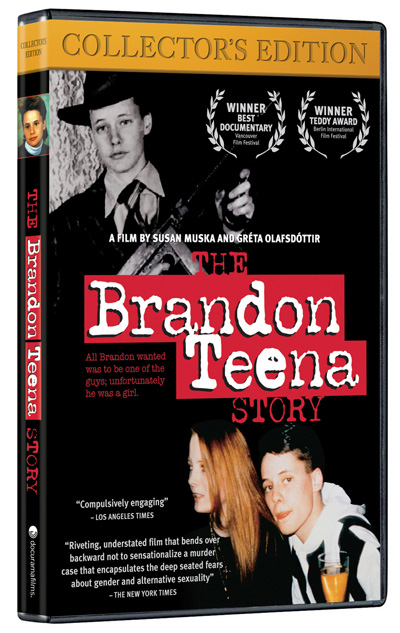 COLLECTOR'S EDITION
COLLECTOR'S
EDITION
WINNER
BEST
DOCUMENTARY
Vancouver
Film Festival
WINNER
TEDDY AWARD
Berlin International
Film Festival
A FILM BY SUSAN MUSKA AND GRÉTA OLAFSDÓTTIR
THE
Brandon
Teena
STORY
All Brandon wanted
was to be one of the
guys; unfortunately
he was a girl.
"Compulsively engaging"
– LOS ANGELES TIMES
"Riveting, understated film that bends over
backward not to sensationalize a murder
case that encapsulates the deep seated fears
about gender and alternative sexuality"
– THE NEW YORK TIMES
THE Brandon Teena STORY
docuramafilms.